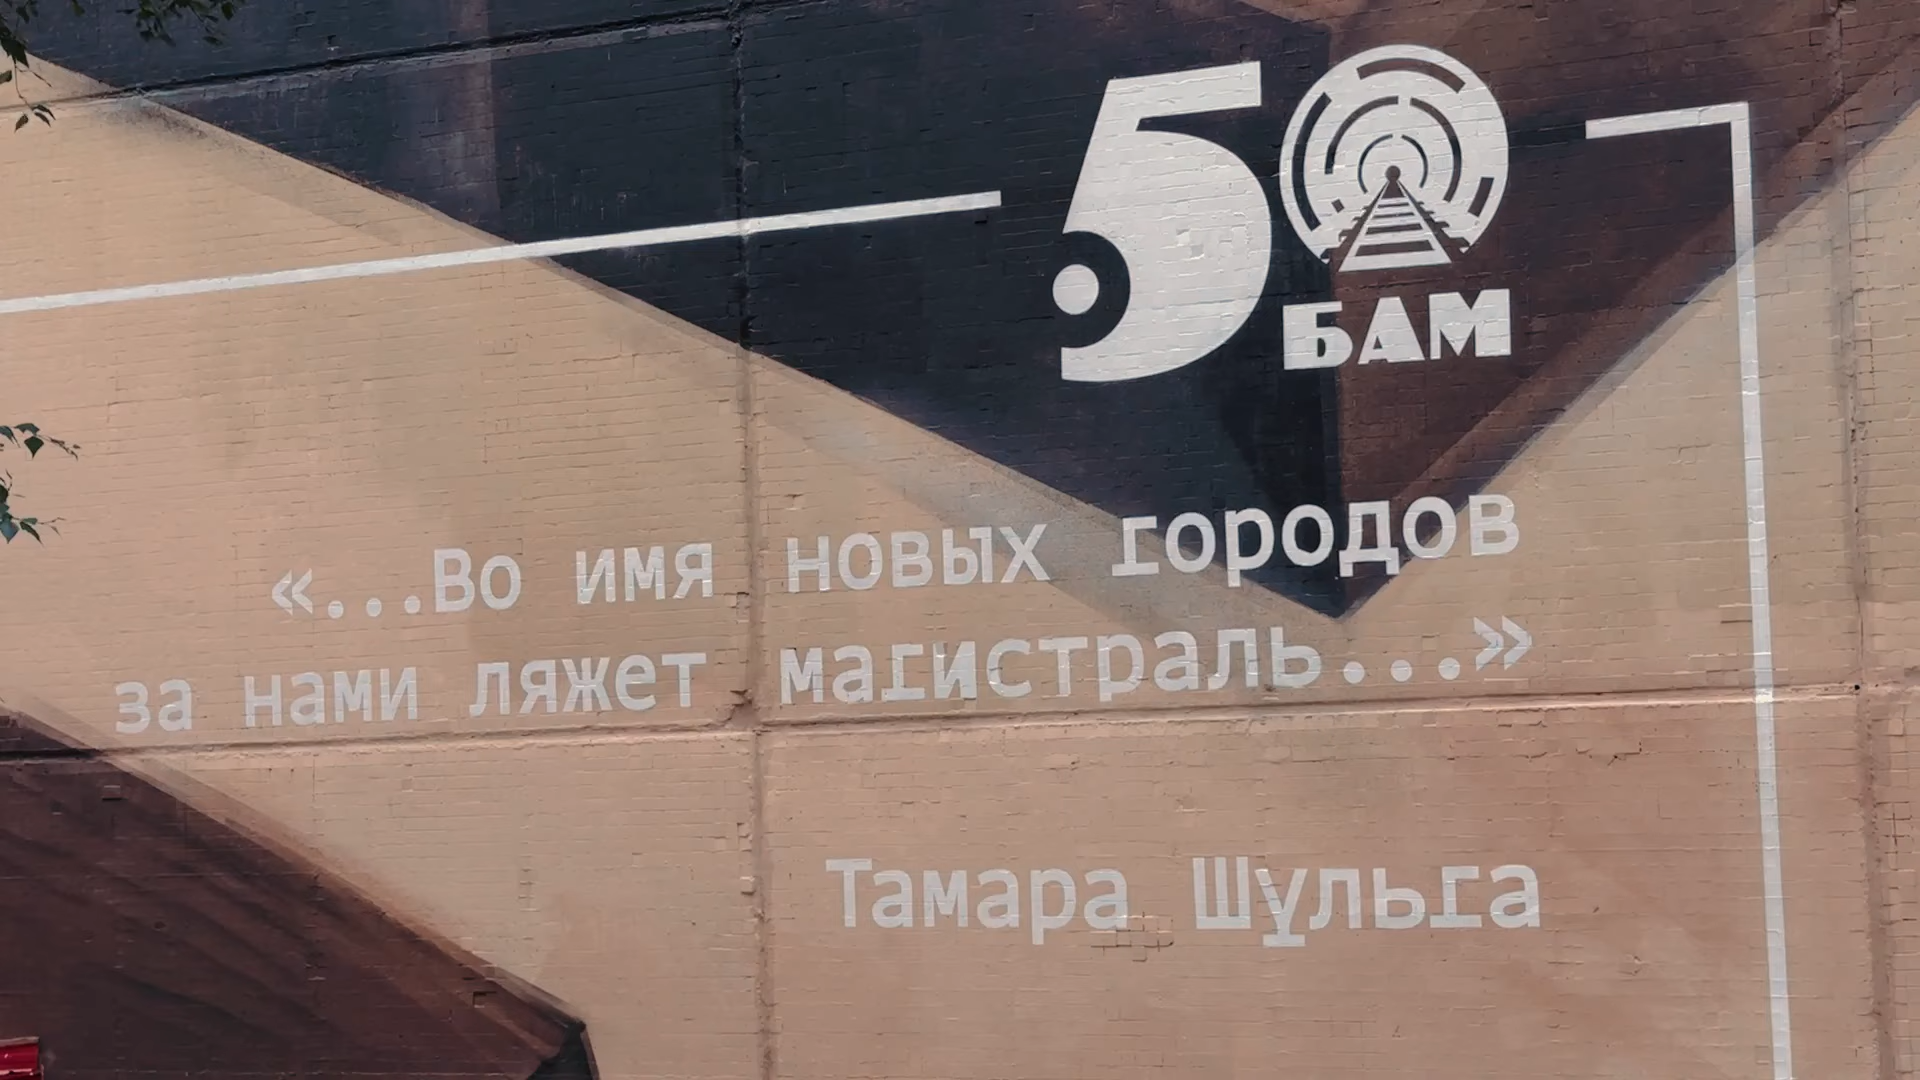 50
БАМ
«...Во имя новых городов
за нами ляжет магистраль...»
Тамара Шульга